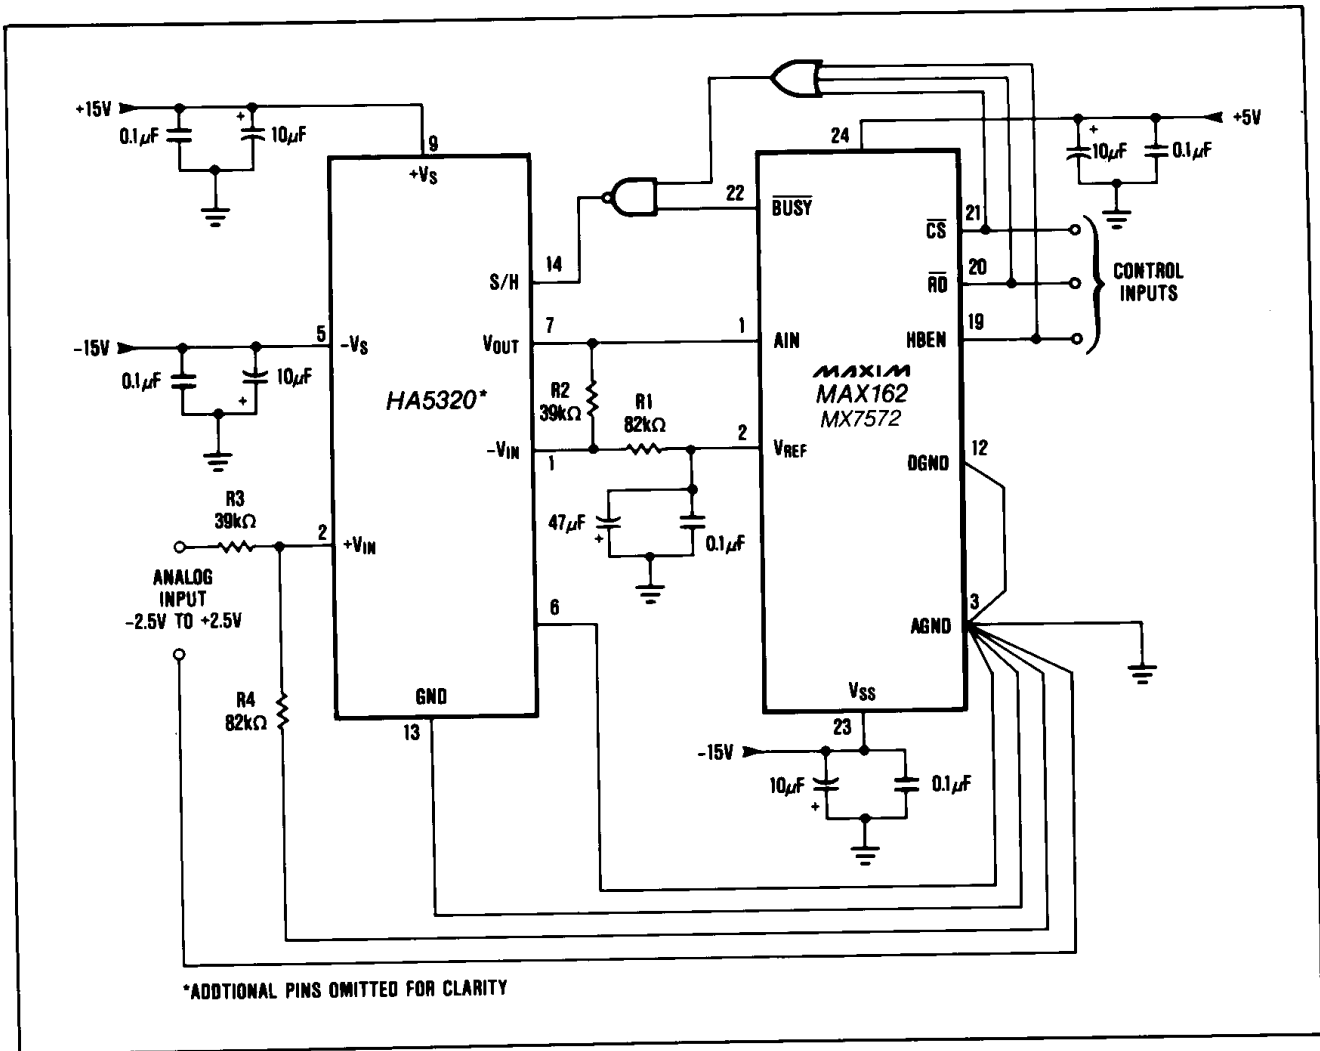 +15V
0.1µF
10µF
+
9
+Vs
24
+
10µF
0.1µF
+5V
22
BUSY
21
CS
20
RD
19
HBEN
CONTROL
INPUTS
14
S/H
7
VOUT
1
AIN
-15V
5
-Vs
0.1µF
10µF
+
HA5320*
R2
39kΩ
R1
82kΩ
MAXIM
MAX162
MX7572
-VIN
1
2
VREF
12
DGND
47µF
+
0.1µF
R3
39kΩ
2
+VIN
ANALOG
INPUT
-2.5V TO +2.5V
6
3
AGND
R4
82kΩ
GND
13
VSS
23
-15V
10µF
+
0.1µF
*ADDTIONAL PINS OMITTED FOR CLARITY